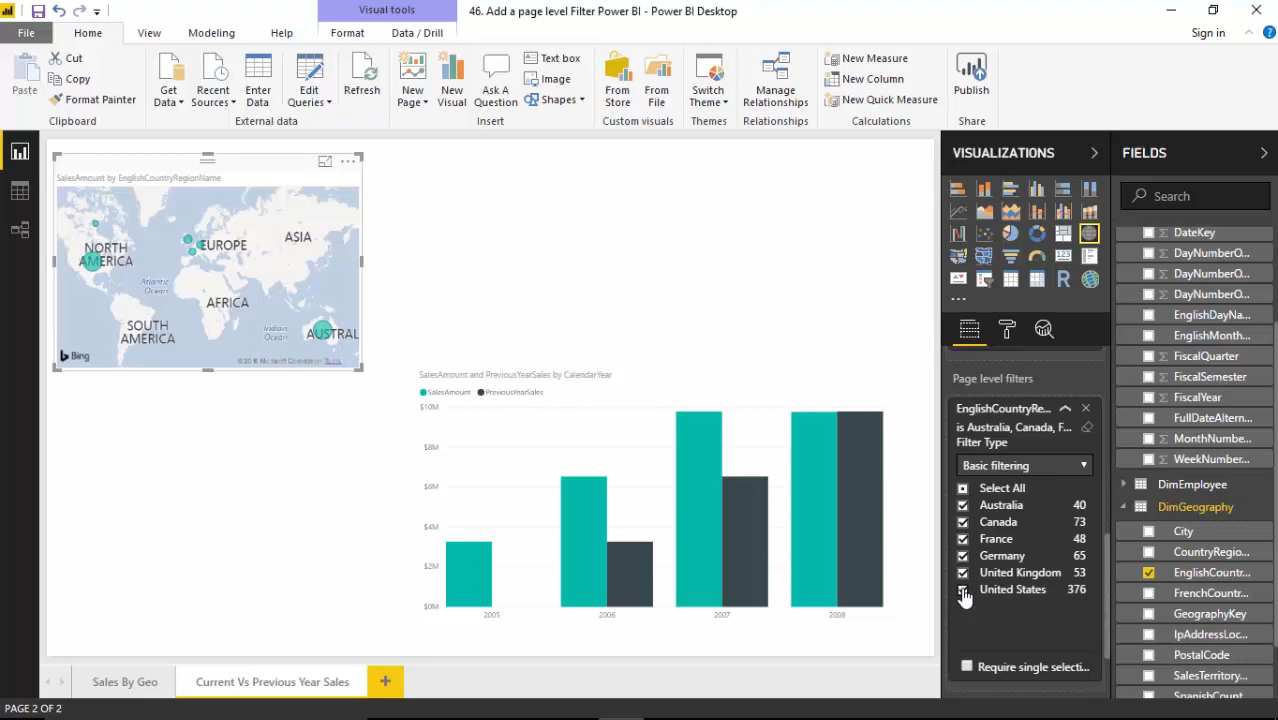 Visual tools
46. Add a page level Filter Power BI - Power BI Desktop
File Home View Modeling Help Format Data / Drill Sign in
Paste
Cut
Copy
Format Painter
Clipboard
Get Data
Recent Sources
Enter Data
Edit Queries
Refresh
External data
New Page
New Visual
Ask A Question
Text box
Image
Shapes
Insert
From Store
From File
Custom visuals
Switch Theme
Themes
Manage Relationships
Relationships
New Measure
New Column
New Quick Measure
Calculations
Publish
Share
SalesAmount by EnglishCountryRegionName
NORTH AMERICA
EUROPE
ASIA
Atlantic Ocean
AFRICA
SOUTH AMERICA
Indian Ocean
AUSTRAL
Bing
SalesAmount and PreviousYearSales by CalendarYear
SalesAmount PreviousYearSales
$10M
$8M
$6M
$4M
$2M
$0M
2005 2006 2007 2008
VISUALIZATIONS
R
Page level filters
EnglishCountryRe...
is Australia, Canada, F...
Filter Type
Basic filtering
Select All
Australia 40
Canada 73
France 48
Germany 65
United Kingdom 53
United States 376
Require single selecti...
FIELDS
Search
DateKey
DayNumberO...
DayNumberO...
DayNumberO...
EnglishDayNa...
EnglishMonth...
FiscalQuarter
FiscalSemester
FiscalYear
FullDateAltern...
MonthNumbe...
WeekNumber...
DimEmployee
DimGeography
City
CountryRegio...
EnglishCountr...
FrenchCountr...
GeographyKey
IpAddressLoc...
PostalCode
SalesTerritory...
SpanishCount...
Sales By Geo
Current Vs Previous Year Sales
PAGE 2 OF 2